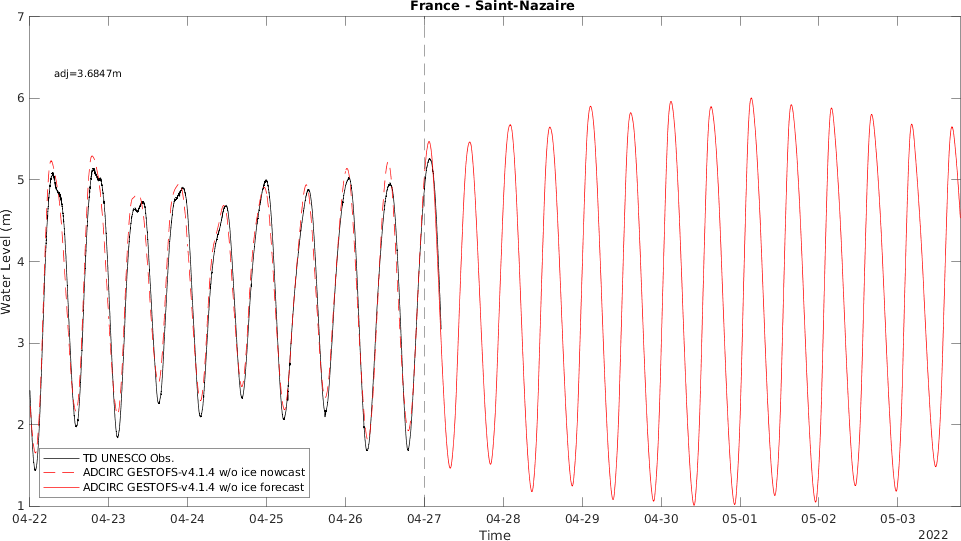 France - Saint-Nazaire
7
6
5
4
3
2
1
Water Level (m)
adj=3.6847m
TD UNESCO Obs.
ADCIRC GESTOFS-v4.1.4 w/o ice nowcast
ADCIRC GESTOFS-v4.1.4 w/o ice forecast
04-22 04-23 04-24 04-25 04-26 04-27 04-28 04-29 04-30 05-01 05-02 05-03
Time
2022